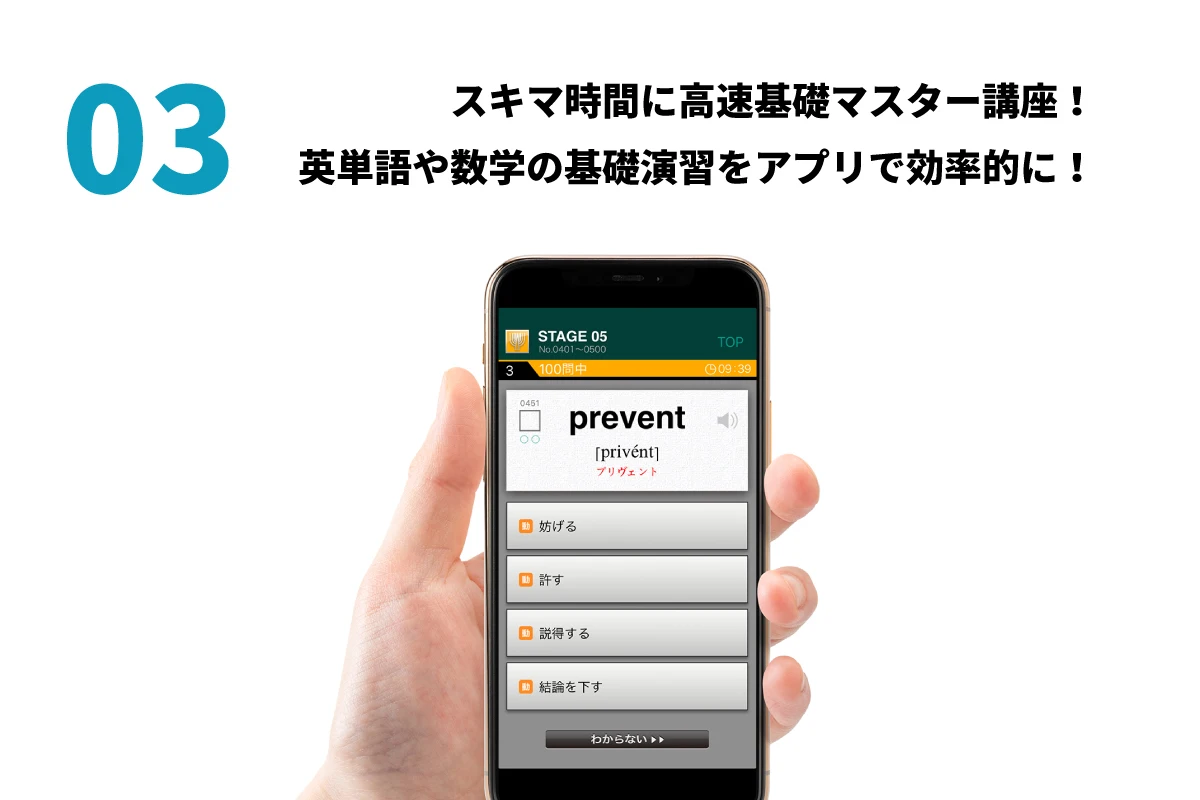 03
スキマ時間に高速基礎マスター講座！
英単語や数学の基礎演習をアプリで効率的に！
STAGE 05
No.0401〜0500
TOP
3
100問中
09:39
0451
prevent
[privént]
プリヴェント
動 妨げる
動 許す
動 説得する
動 結論を下す
わからない